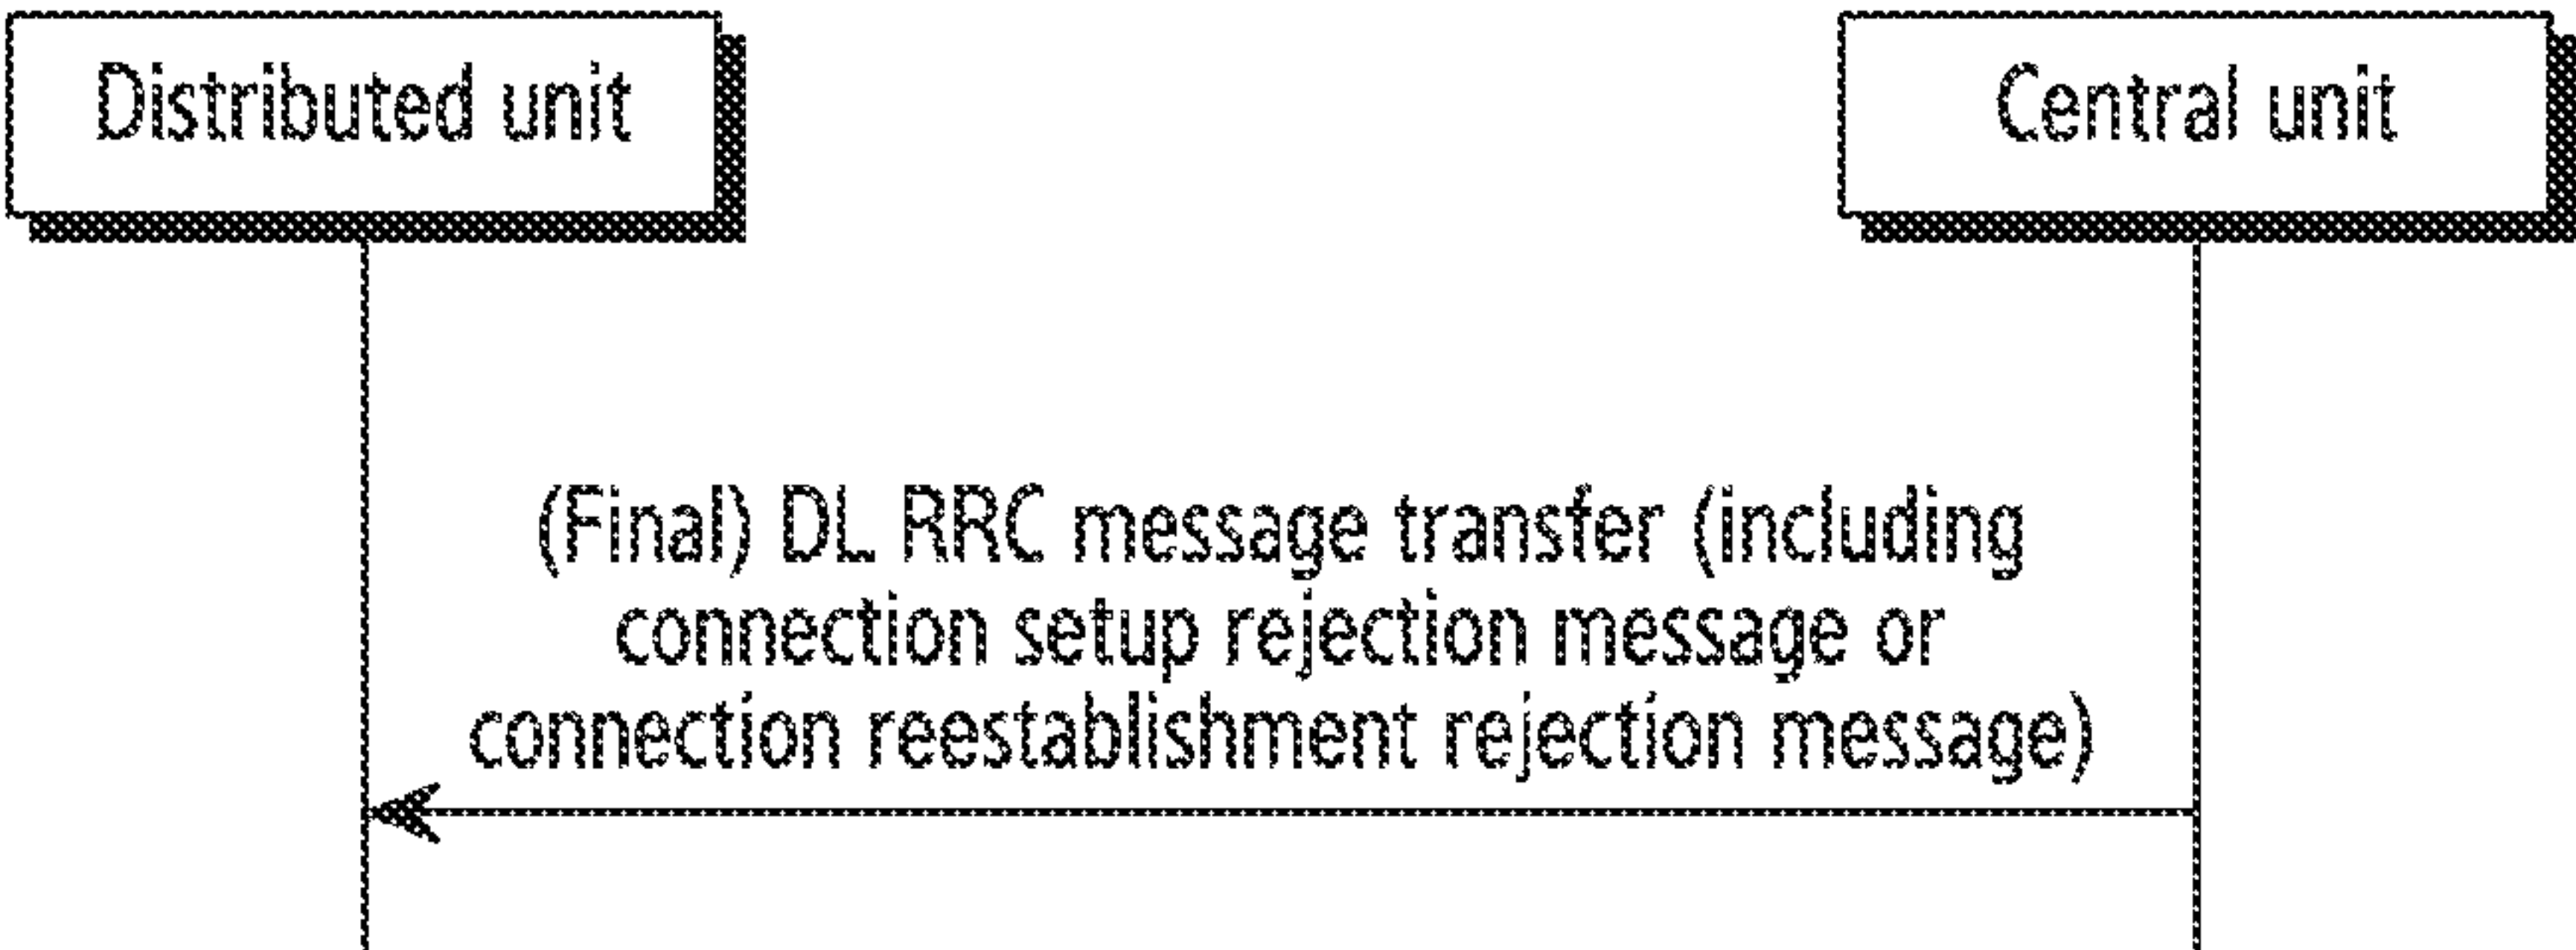 Distributed unit
Central unit
(Final) DL RRC message transfer (including
connection setup rejection message or
connection reestablishment rejection message)